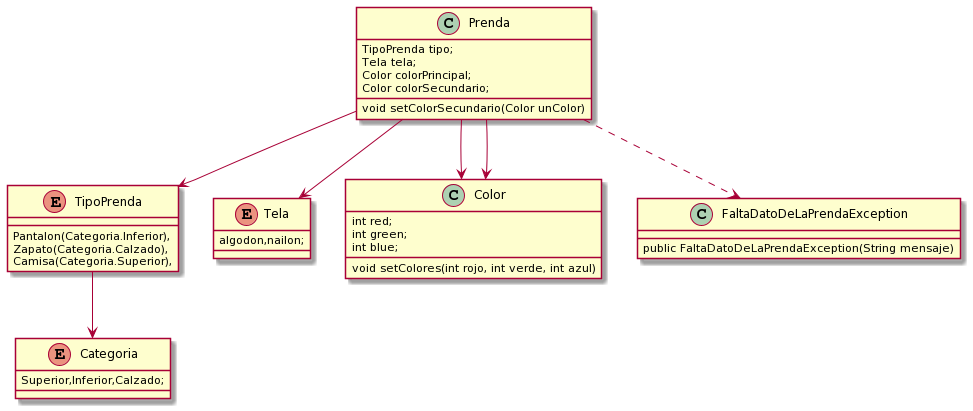 C Prenda
TipoPrenda tipo;
Tela tela;
Color colorPrincipal;
Color colorSecundario;
void setColorSecundario(Color unColor)
E TipoPrenda
Pantalon(Categoria.Inferior),
Zapato(Categoria.Calzado),
Camisa(Categoria.Superior),
E Tela
algodon,nailon;
C Color
int red;
int green;
int blue;
void setColores(int rojo, int verde, int azul)
C FaltaDatoDeLaPrendaException
public FaltaDatoDeLaPrendaException(String mensaje)
E Categoria
Superior,Inferior,Calzado;